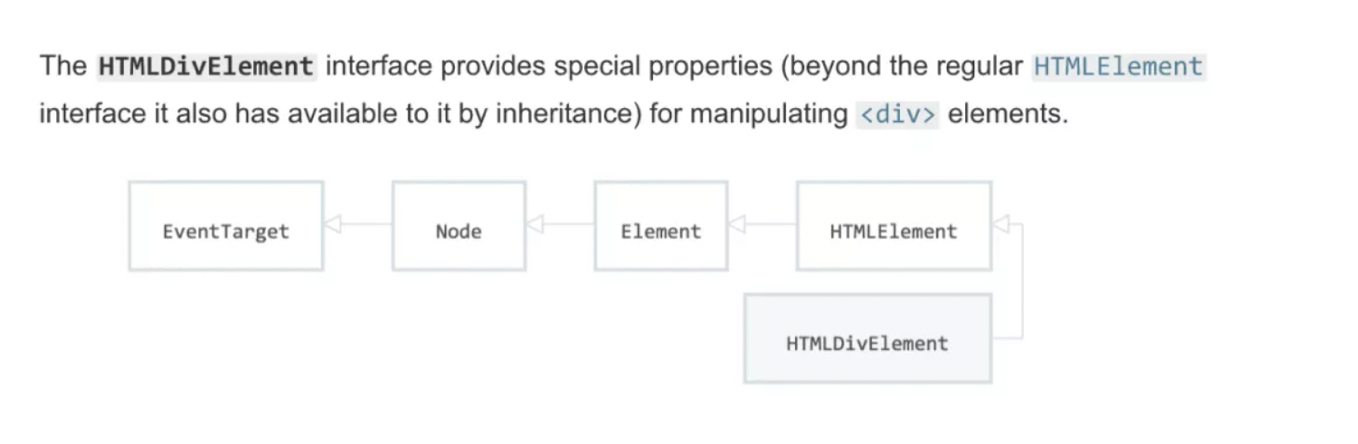 The HTMLDivElement interface provides special properties (beyond the regular HTMLElement
interface it also has available to it by inheritance) for manipulating <div> elements.
EventTarget
Node
Element
HTMLElement
HTMLDivElement